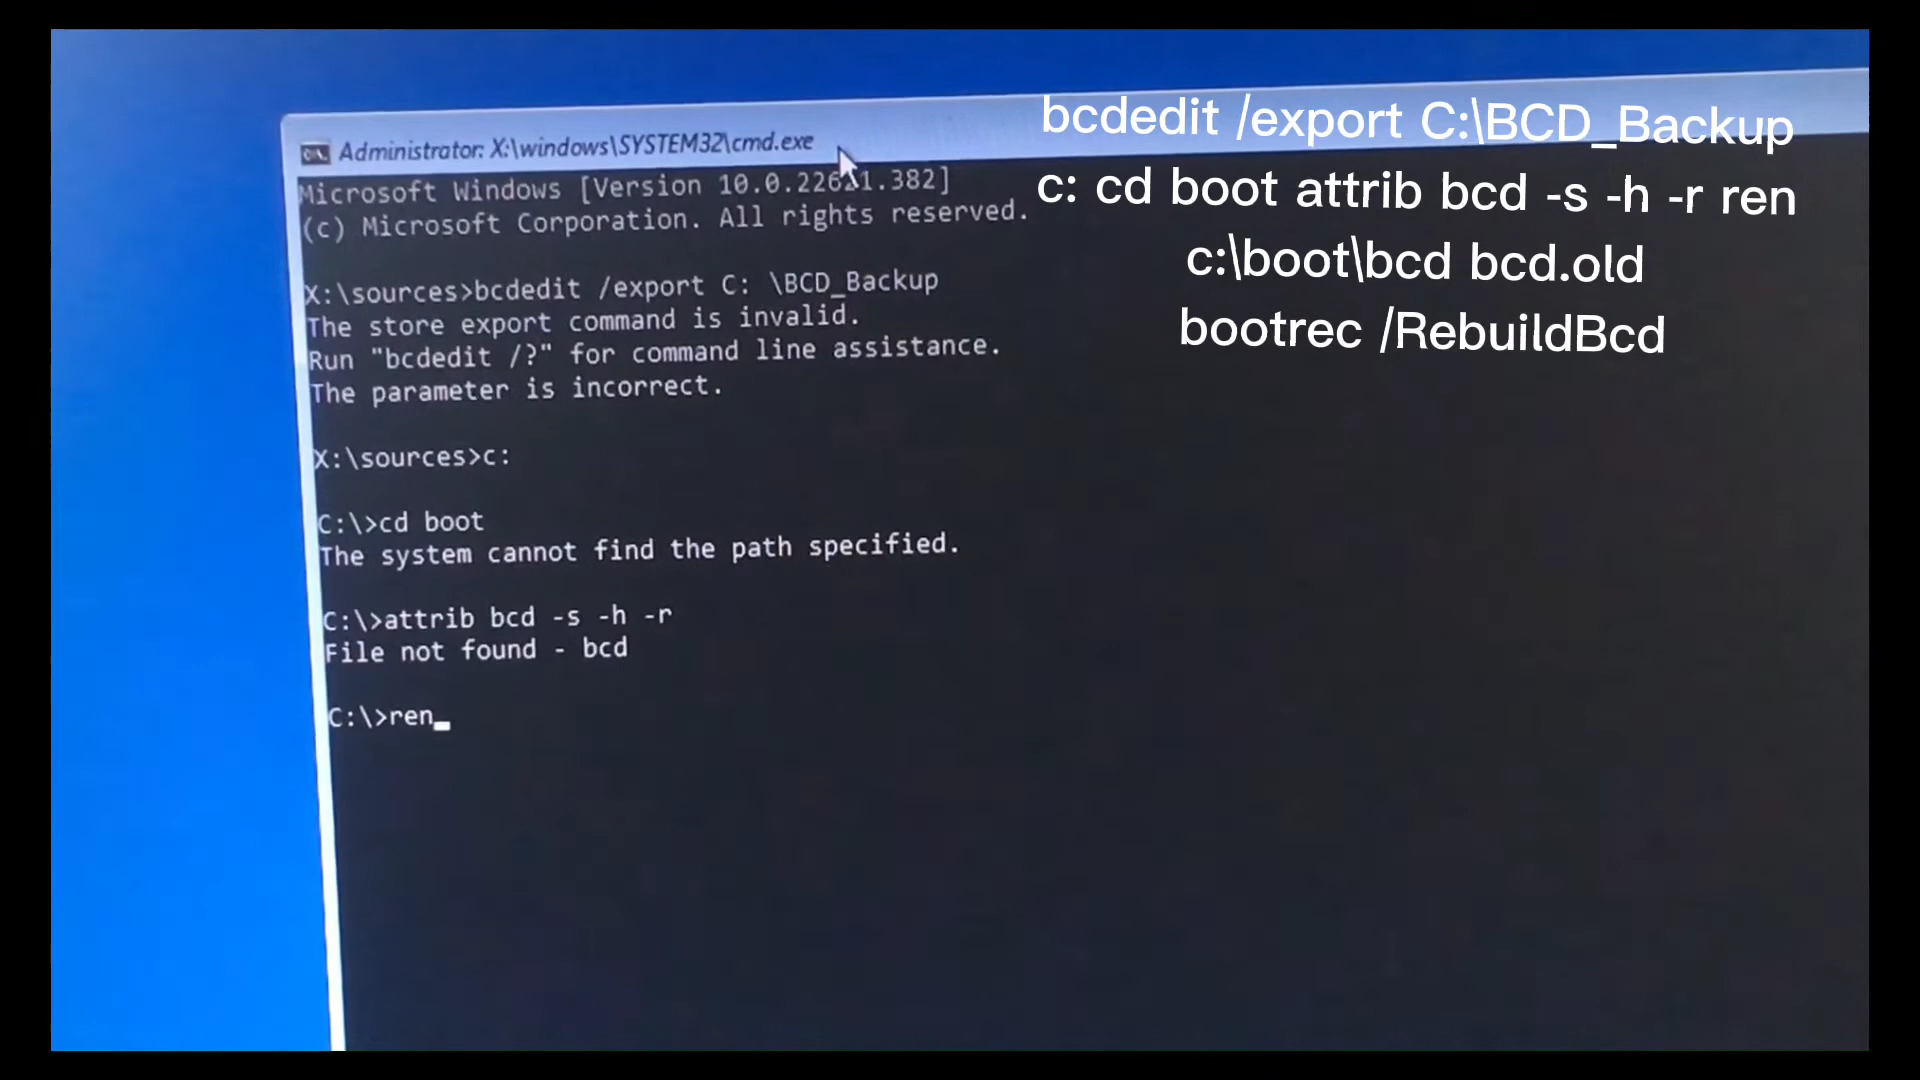 Administrator: X:\windows\SYSTEM32\cmd.exe
Microsoft Windows [Version 10.0.22621.382]
(c) Microsoft Corporation. All rights reserved.
X:\sources>bcdedit /export C: \BCD_Backup
The store export command is invalid.
Run "bcdedit /?" for command line assistance.
The parameter is incorrect.
X:\sources>c:
C:\>cd boot
The system cannot find the path specified.
C:\>attrib bcd -s -h -r
File not found - bcd
C:\>ren
bcdedit /export C:\BCD_Backup
c: cd boot attrib bcd -s -h -r ren
c:\boot\bcd bcd.old
bootrec /RebuildBcd